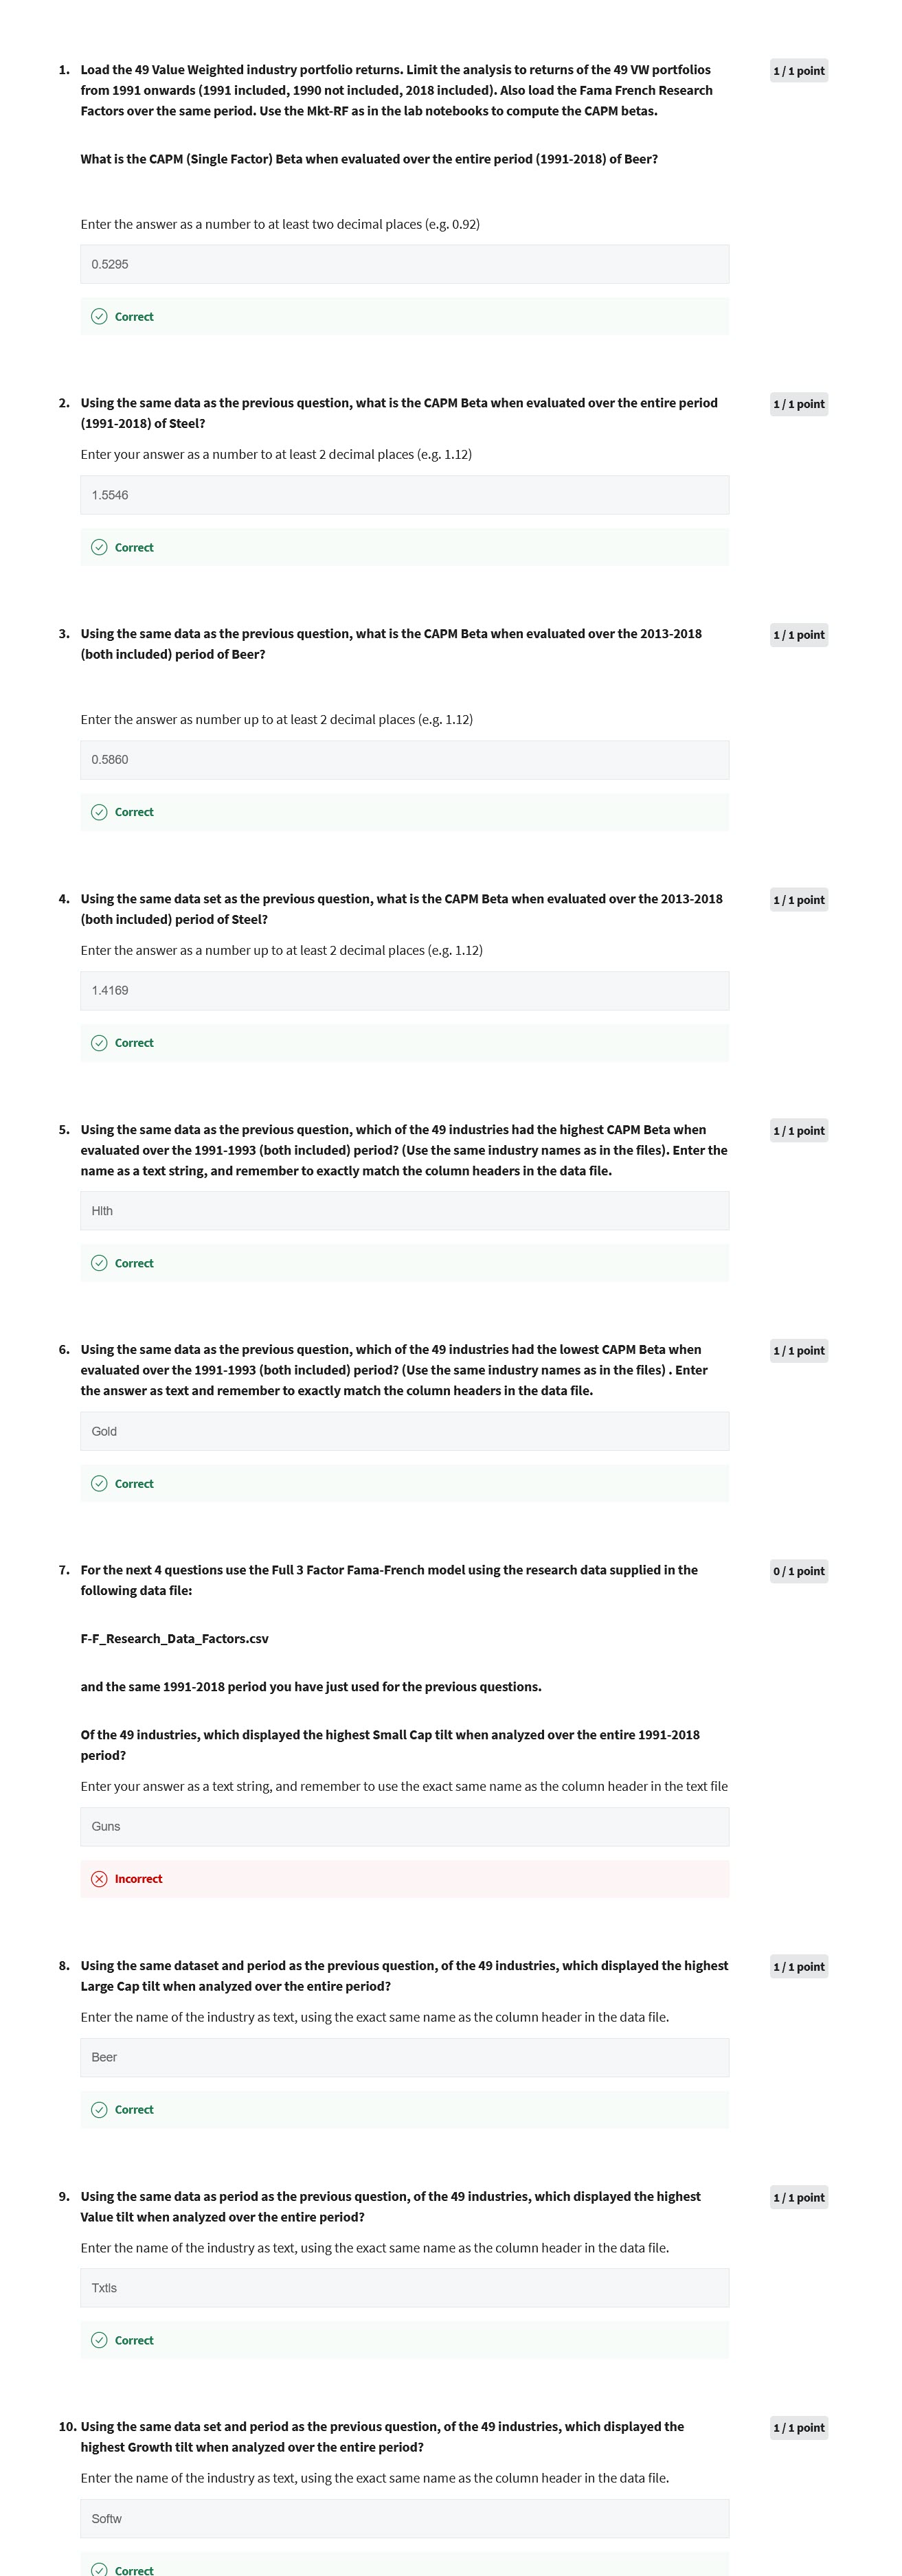 1. Load the 49 Value Weighted industry portfolio returns. Limit the analysis to returns of the 49 VW portfolios
1 / 1 point
from 1991 onwards (1991 included, 1990 not included, 2018 included). Also load the Fama French Research
Factors over the same period. Use the Mkt-RF as in the lab notebooks to compute the CAPM betas.
What is the CAPM (Single Factor) Beta when evaluated over the entire period (1991-2018) of Beer?
Enter the answer as a number to at least two decimal places (e.g. 0.92)
0.5295
Correct
2. Using the same data as the previous question, what is the CAPM Beta when evaluated over the entire period
1 / 1 point
(1991-2018) of Steel?
Enter your answer as a number to at least 2 decimal places (e.g. 1.12)
1.5546
Correct
3. Using the same data as the previous question, what is the CAPM Beta when evaluated over the 2013-2018
1 / 1 point
(both included) period of Beer?
Enter the answer as number up to at least 2 decimal places (e.g. 1.12)
0.5860
Correct
4. Using the same data set as the previous question, what is the CAPM Beta when evaluated over the 2013-2018
1 / 1 point
(both included) period of Steel?
Enter the answer as a number up to at least 2 decimal places (e.g. 1.12)
1.4169
Correct
5. Using the same data as the previous question, which of the 49 industries had the highest CAPM Beta when
1 / 1 point
evaluated over the 1991-1993 (both included) period? (Use the same industry names as in the files). Enter the
name as a text string, and remember to exactly match the column headers in the data file.
Hlth
Correct
6. Using the same data as the previous question, which of the 49 industries had the lowest CAPM Beta when
1 / 1 point
evaluated over the 1991-1993 (both included) period? (Use the same industry names as in the files) . Enter
the answer as text and remember to exactly match the column headers in the data file.
Gold
Correct
7. For the next 4 questions use the Full 3 Factor Fama-French model using the research data supplied in the
0 / 1 point
following data file:
F-F_Research_Data_Factors.csv
and the same 1991-2018 period you have just used for the previous questions.
Of the 49 industries, which displayed the highest Small Cap tilt when analyzed over the entire 1991-2018
period?
Enter your answer as a text string, and remember to use the exact same name as the column header in the text file
Guns
Incorrect
8. Using the same dataset and period as the previous question, of the 49 industries, which displayed the highest
1 / 1 point
Large Cap tilt when analyzed over the entire period?
Enter the name of the industry as text, using the exact same name as the column header in the data file.
Beer
Correct
9. Using the same data as period as the previous question, of the 49 industries, which displayed the highest
1 / 1 point
Value tilt when analyzed over the entire period?
Enter the name of the industry as text, using the exact same name as the column header in the data file.
Txtls
Correct
10. Using the same data set and period as the previous question, of the 49 industries, which displayed the
1 / 1 point
highest Growth tilt when analyzed over the entire period?
Enter the name of the industry as text, using the exact same name as the column header in the data file.
Softw
Correct